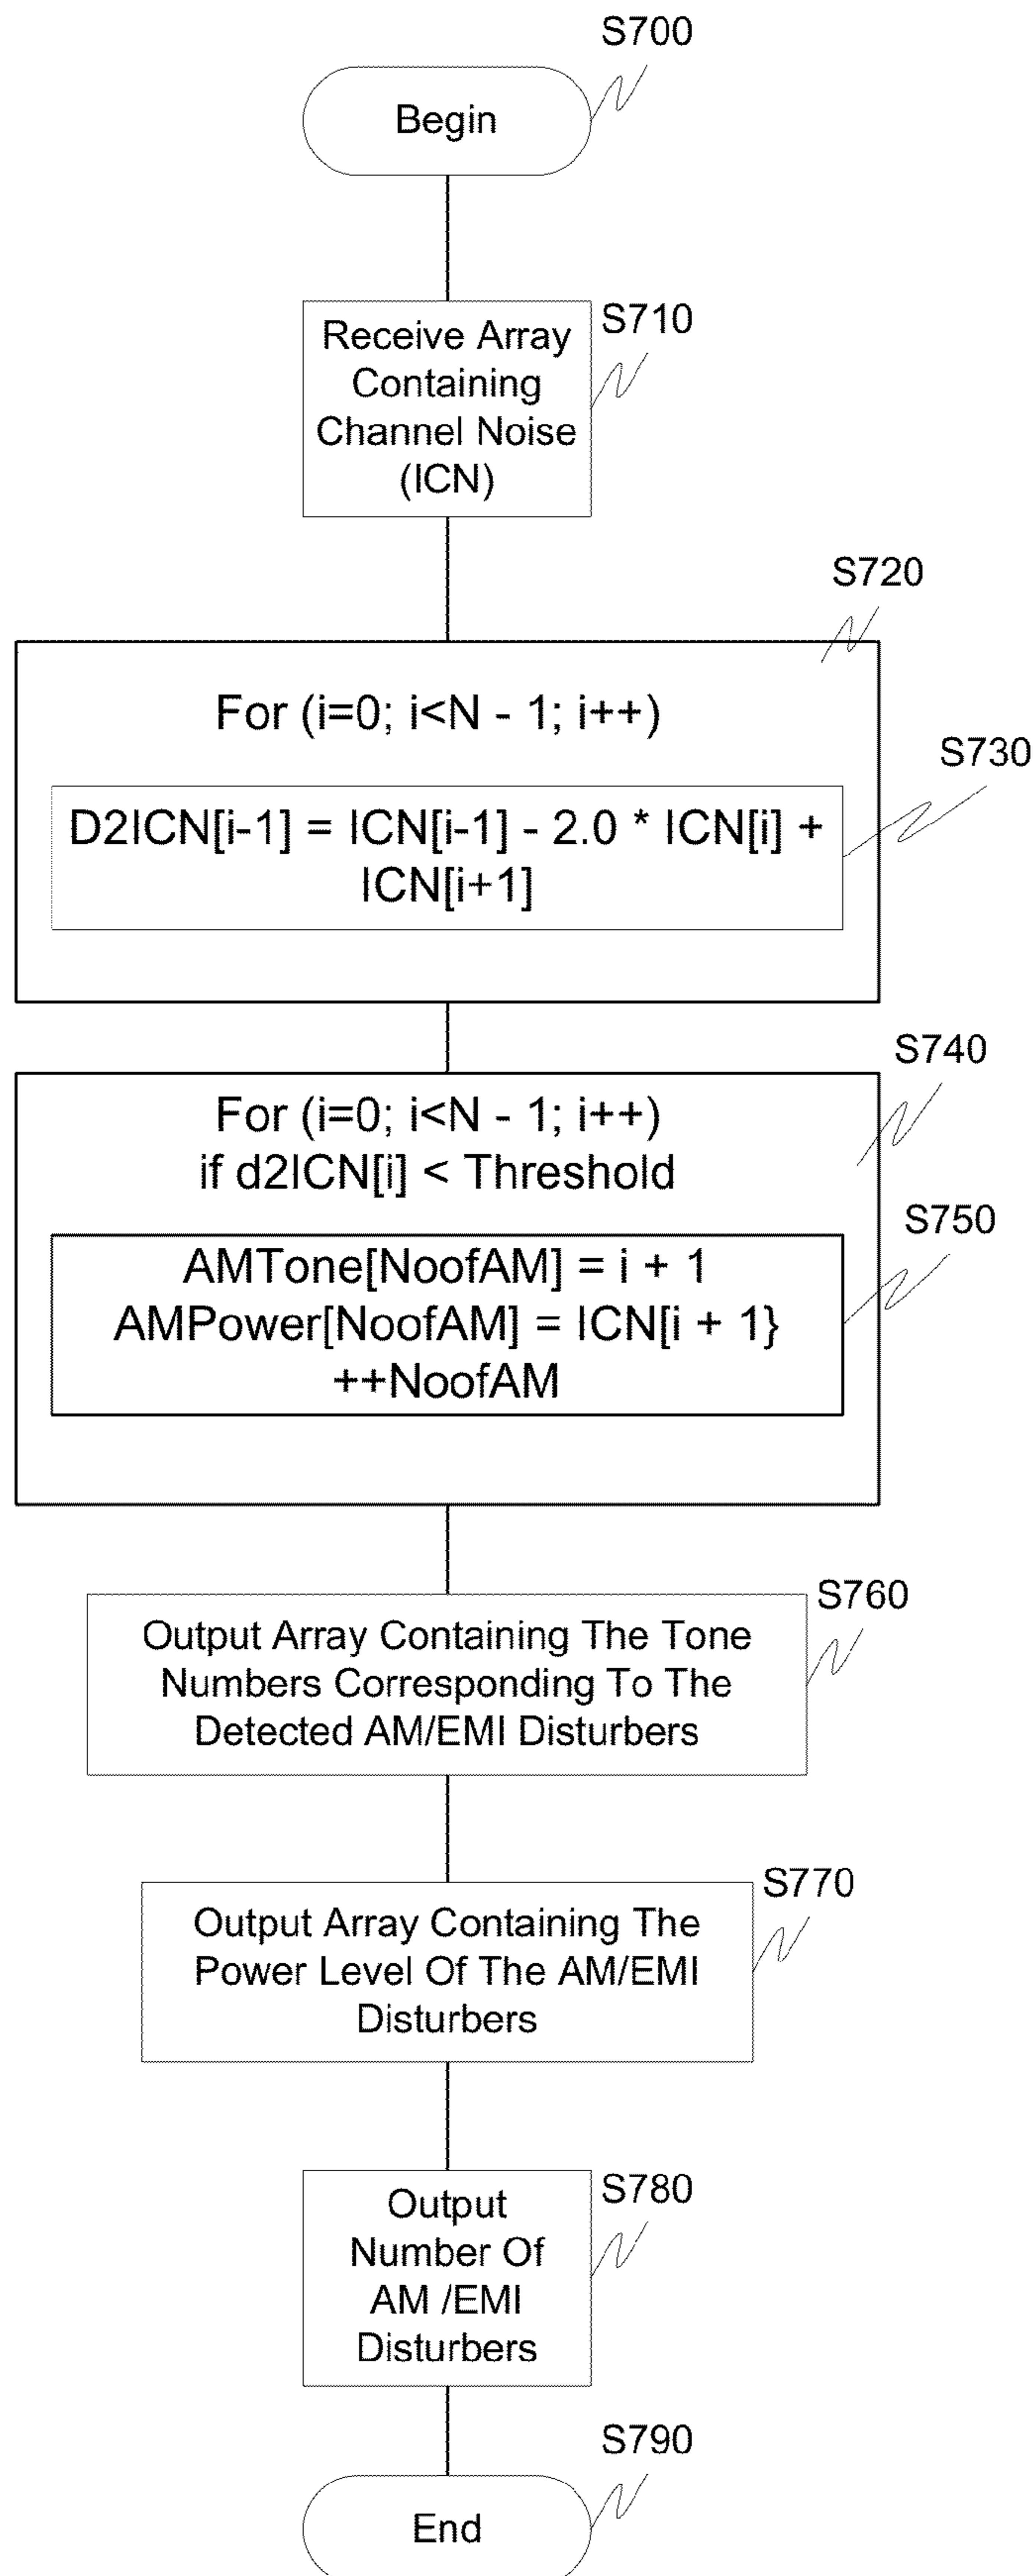 S700
Begin
S710
Receive Array
Containing
Channel Noise
(ICN)
S720
For (i=0; i<N - 1; i++)
S730
D2ICN[i-1] = ICN[i-1] - 2.0 * ICN[i] +
ICN[i+1]
S740
For (i=0; i<N - 1; i++)
if d2ICN[i] < Threshold
S750
AMTone[NoofAM] = i + 1
AMPower[NoofAM] = ICN[i + 1}
++NoofAM
S760
Output Array Containing The Tone
Numbers Corresponding To The
Detected AM/EMI Disturbers
S770
Output Array Containing The
Power Level Of The AM/EMI
Disturbers
S780
Output
Number Of
AM /EMI
Disturbers
S790
End